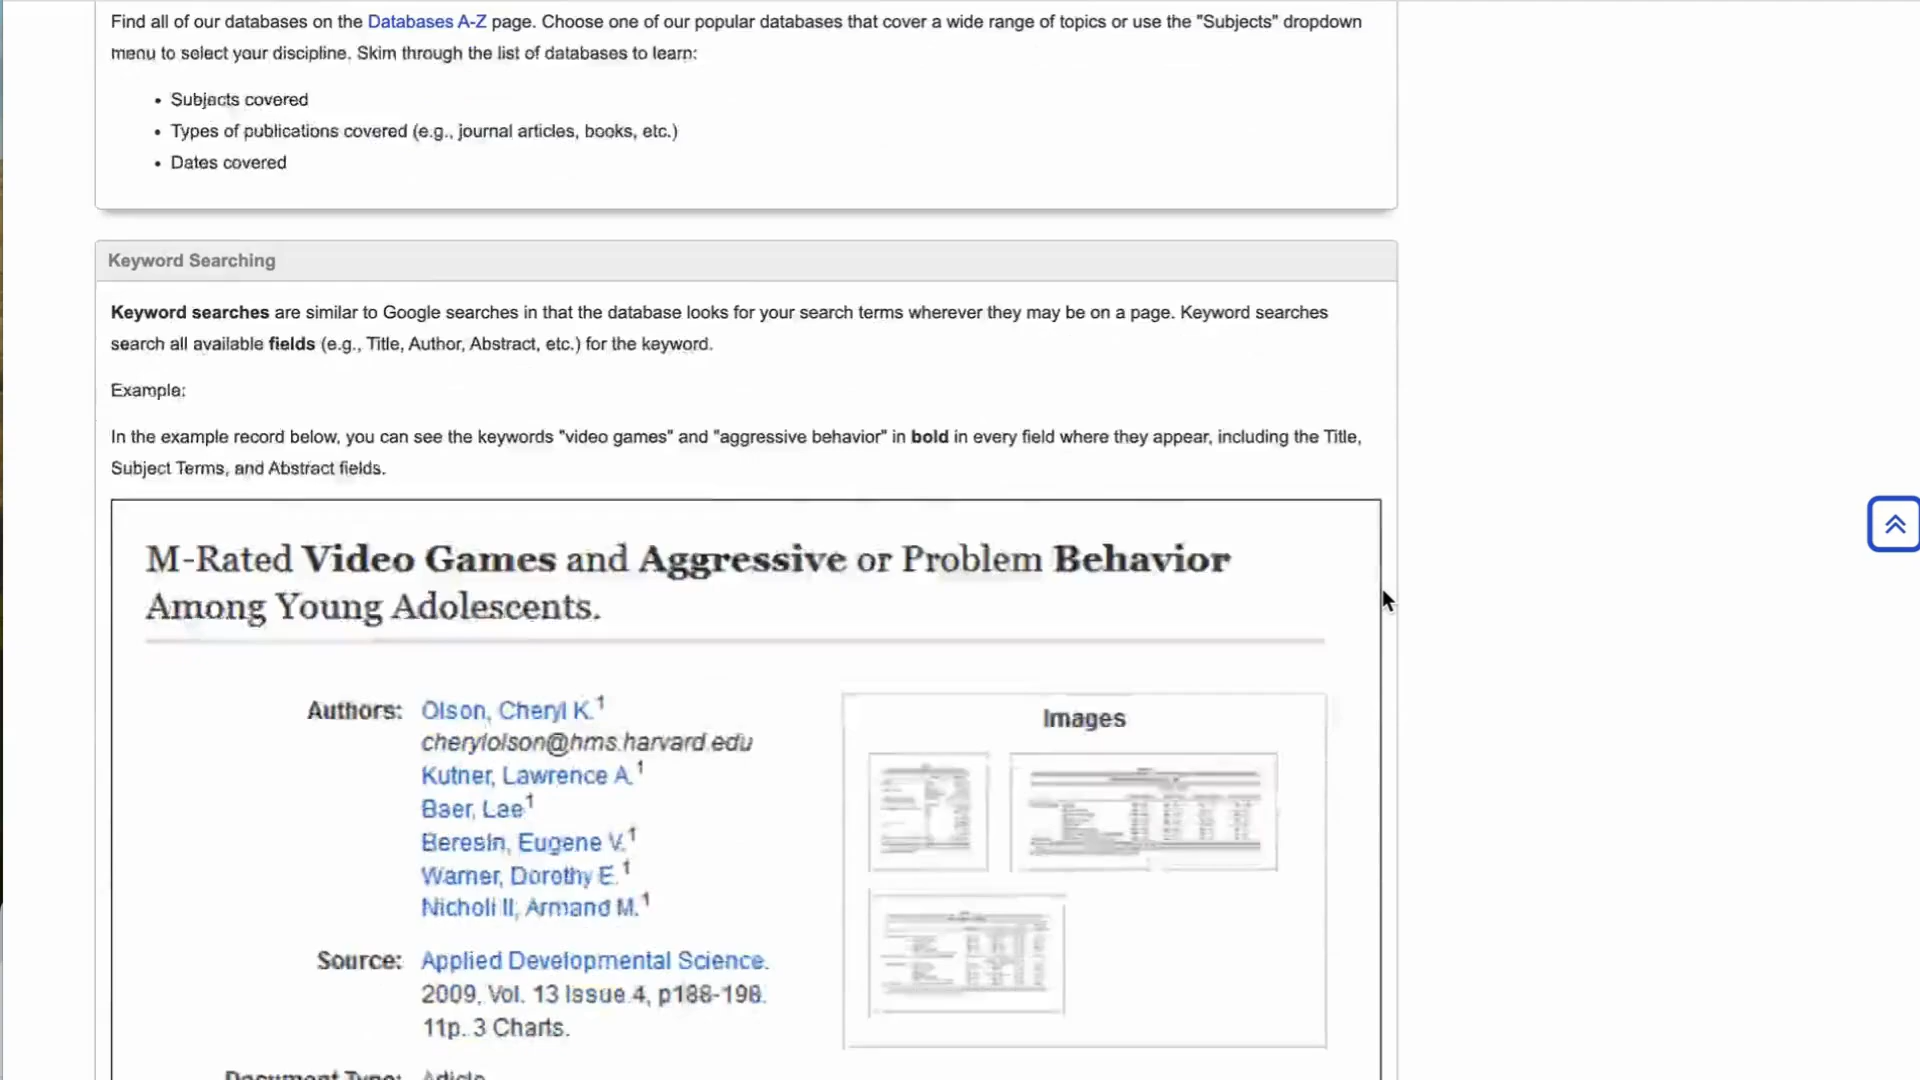 Find all of our databases on the Databases A-Z page. Choose one of our popular databases that cover a wide range of topics or use the "Subjects" dropdown
menu to select your discipline. Skim through the list of databases to learn:
• Subjects covered
• Types of publications covered (e.g., journal articles, books, etc.)
• Dates covered
Keyword Searching
Keyword searches are similar to Google searches in that the database looks for your search terms wherever they may be on a page. Keyword searches
search all available fields (e.g., Title, Author, Abstract, etc.) for the keyword.
Example:
In the example record below, you can see the keywords "video games" and "aggressive behavior" in bold in every field where they appear, including the Title,
Subject Terms, and Abstract fields.
M-Rated Video Games and Aggressive or Problem Behavior
Among Young Adolescents.
Authors: Olson, Cheryl K.1
cherylolson@hms.harvard.edu
Kutner, Lawrence A.1
Baer, Lee1
Beresin, Eugene V.1
Warner, Dorothy E.1
Nicholi II, Armand M.1
Images
Source: Applied Developmental Science.
2009, Vol. 13 Issue 4, p188-198.
11p. 3 Charts.
Document Type: Article